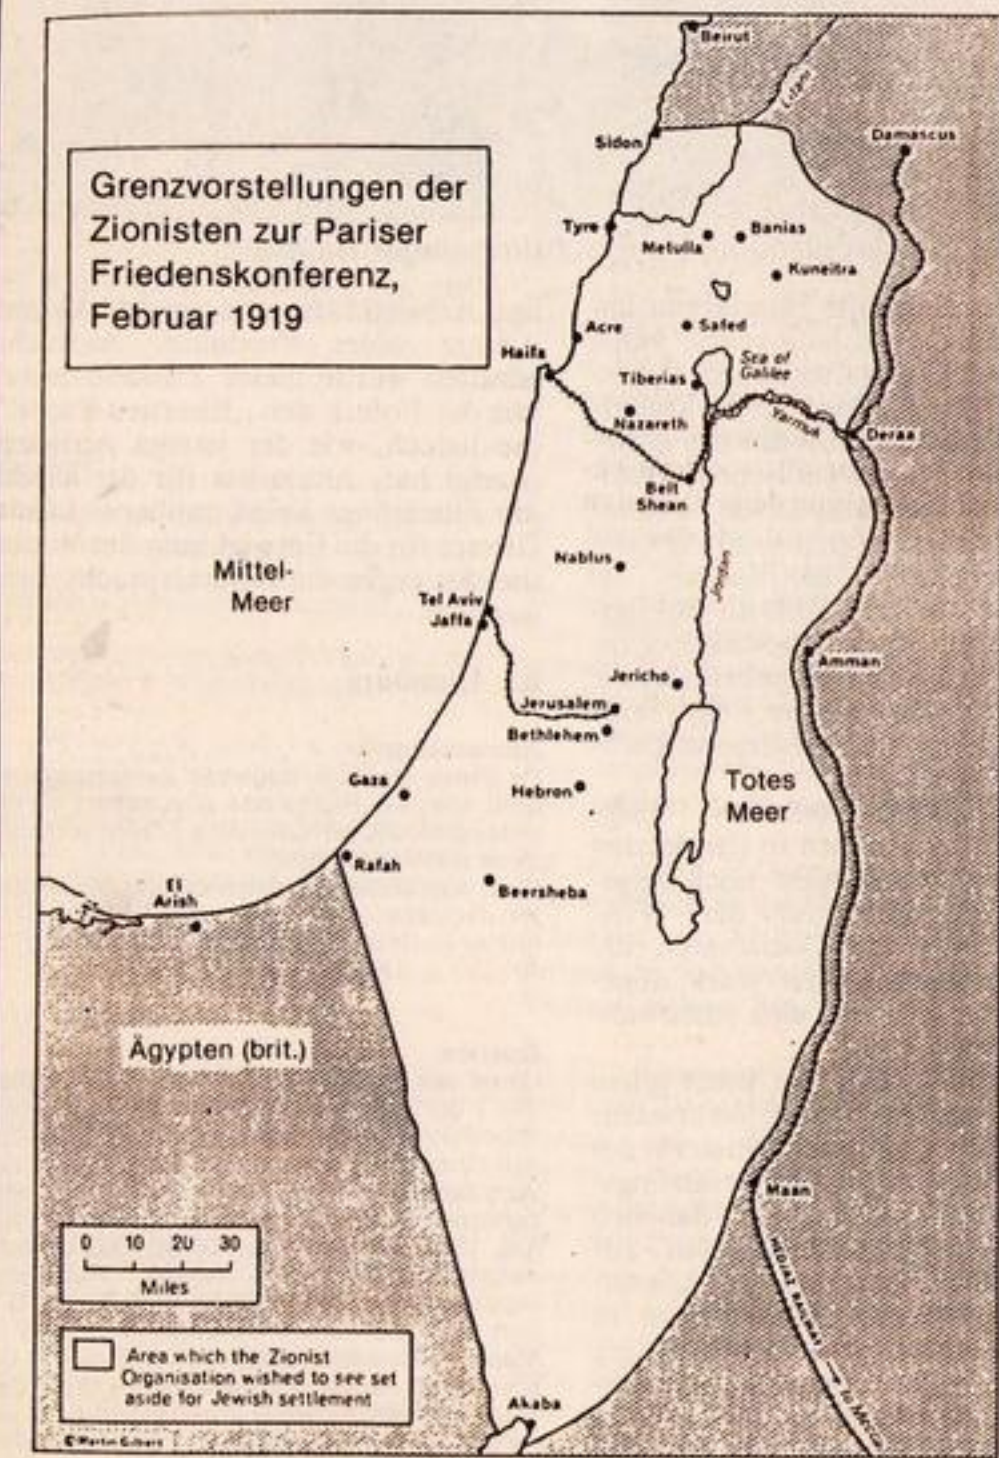 Beirut
Litani
Sidon
Damascus
Grenzvorstellungen der
Zionisten zur Pariser
Friedenskonferenz,
Februar 1919
Tyre
Metulla
Banias
Kuneitra
Acre
Safed
Haifa
Sea of
Galilee
Tiberias
Nazareth
Yarmuk
Deraa
Beit
Shean
Nablus
Jordan
Mittel-
Meer
Tel Aviv
Jaffa
Amman
Jericho
Jerusalem
Bethlehem
Totes
Meer
Gaza
Hebron
Rafah
El
Arish
Beersheba
Ägypten (brit.)
Maan
HEDJAZ RAILWAY → to Mecca
0 10 20 30
Miles
Area which the Zionist
Organisation wished to see set
aside for Jewish settlement
Akaba
© Martin Gilbert